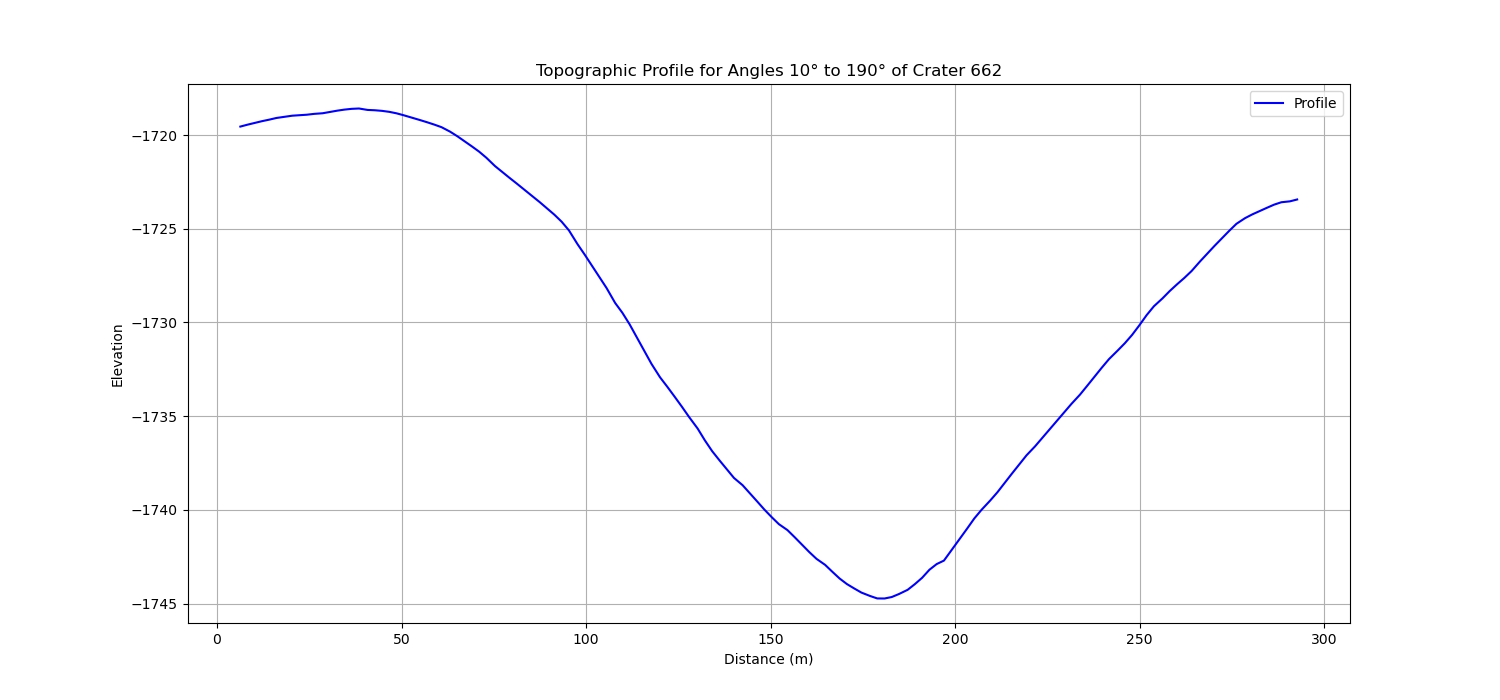 Topographic Profile for Angles 10° to 190° of Crater 662
Profile
−1720
−1725
−1730
−1735
−1740
−1745
Elevation
0 50 100 150 200 250 300
Distance (m)